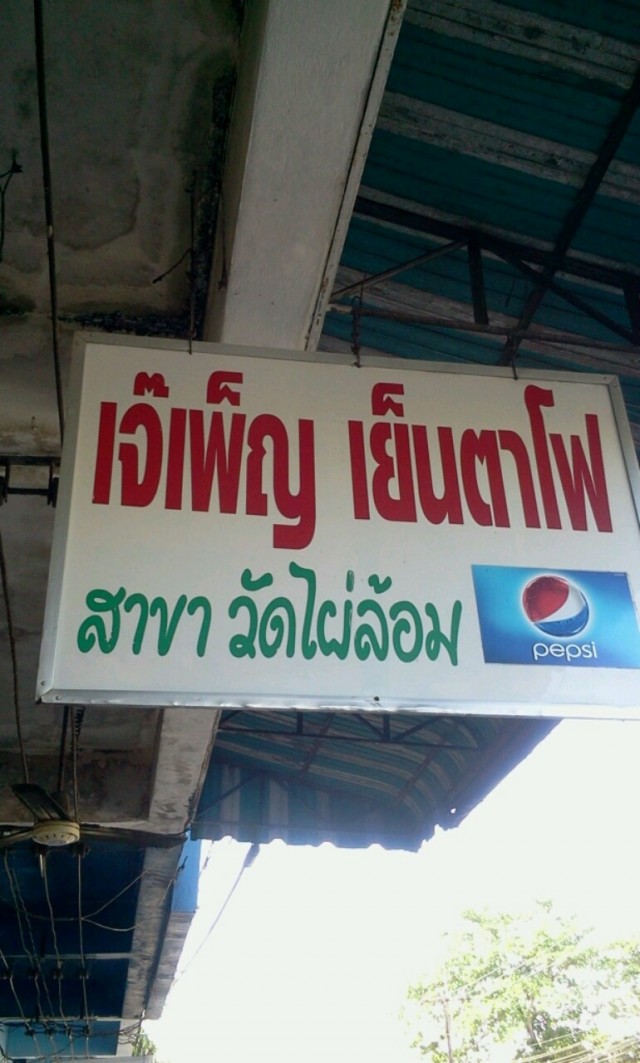 เจ๊เพ็ญ เย็นตาโฟ
สาขา วัดไผ่ล้อม
pepsi